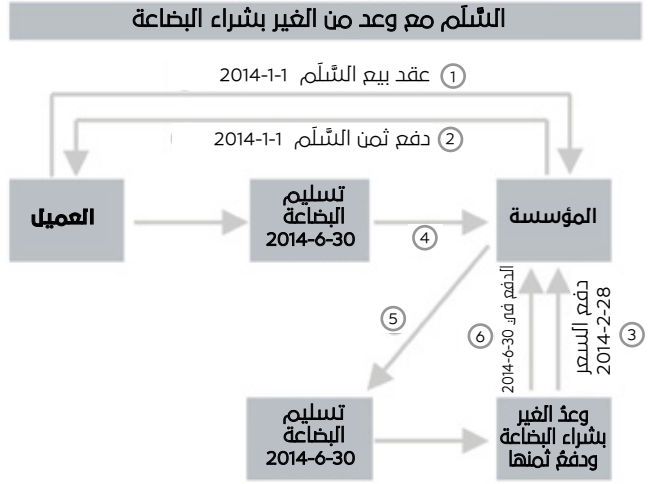 السَّلَم مع وعد من الغير بشراء البضاعة
1 عقد بيع السَّلَم 1-1-2014
2 دفع ثمن السَّلَم 1-1-2014
المؤسسة
تسليم
البضاعة
30-6-2014
العميل
4
5
6
الدفع في 30-6-2014
دفع السعر
28-2-2014
3
وعدُ الغير
بشراء البضاعة
ودفعُ ثمنها
تسليم
البضاعة
30-6-2014